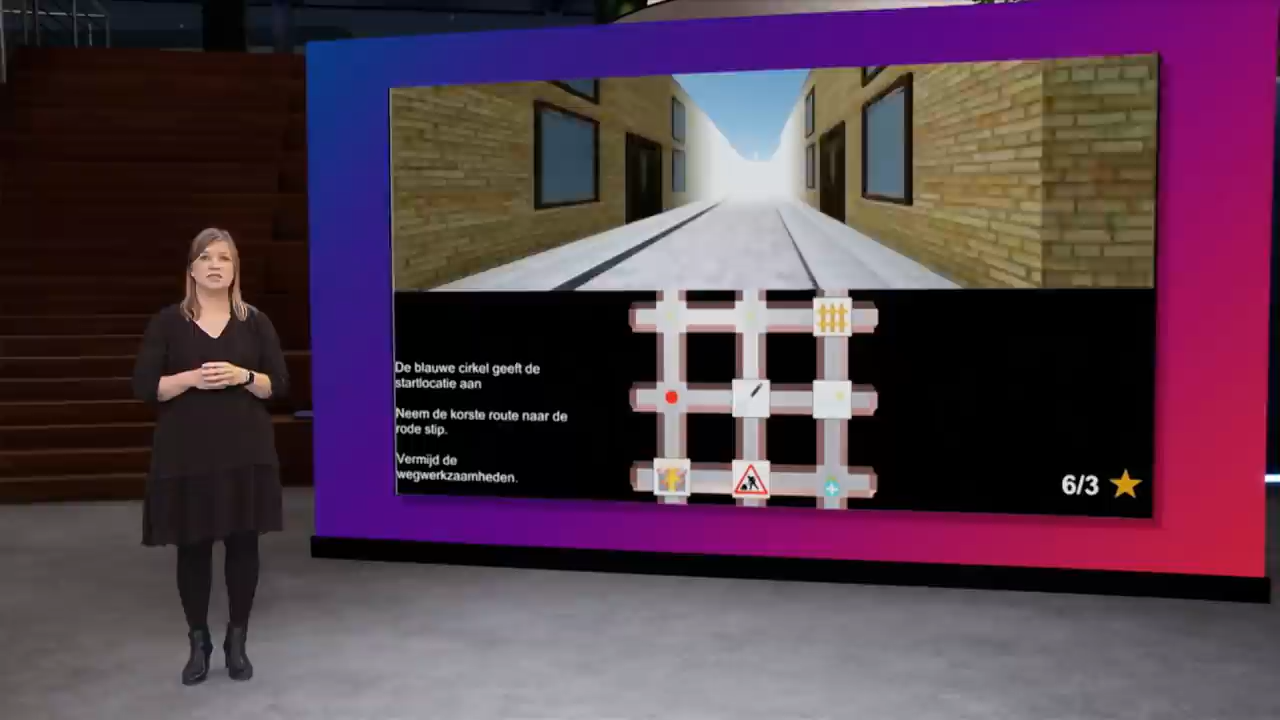 De blauwe cirkel geeft de
startlocatie aan
Neem de korste route naar de
rode stip.
Vermijd de
wegwerkzaamheden.
6/3